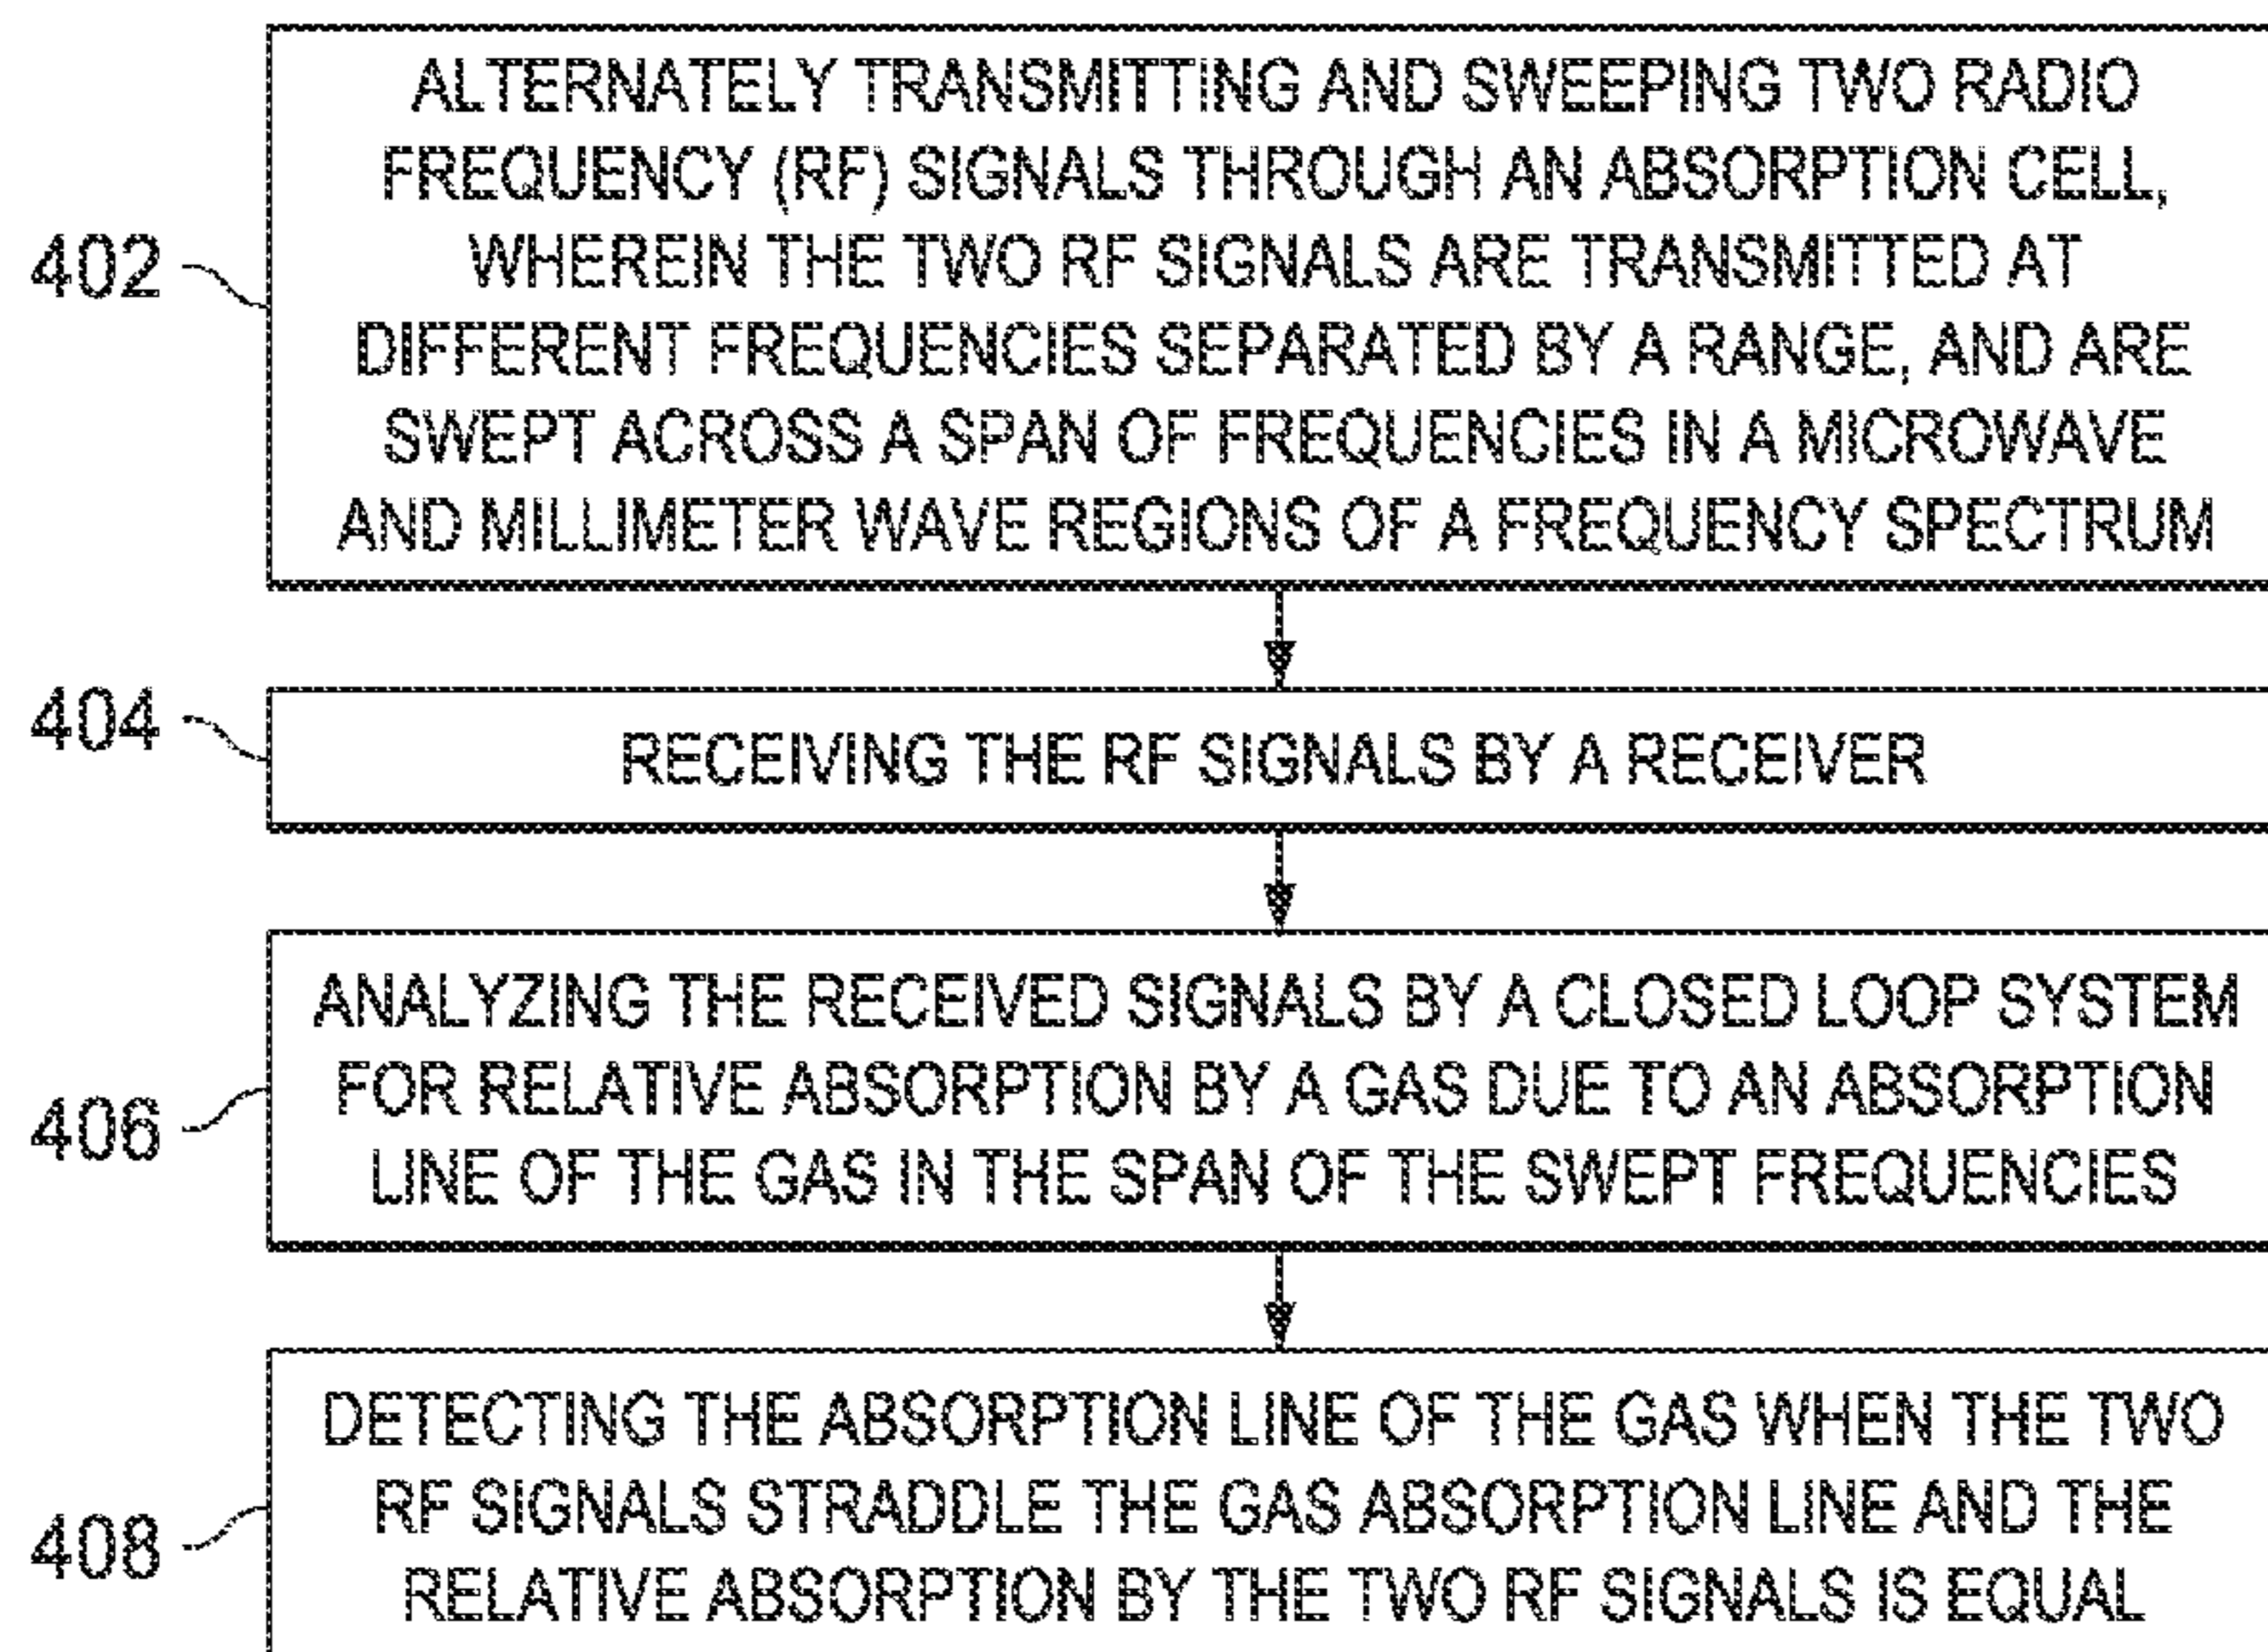 402
ALTERNATELY TRANSMITTING AND SWEEPING TWO RADIO
FREQUENCY (RF) SIGNALS THROUGH AN ABSORPTION CELL,
WHEREIN THE TWO RF SIGNALS ARE TRANSMITTED AT
DIFFERENT FREQUENCIES SEPARATED BY A RANGE, AND ARE
SWEPT ACROSS A SPAN OF FREQUENCIES IN A MICROWAVE
AND MILLIMETER WAVE REGIONS OF A FREQUENCY SPECTRUM
404
RECEIVING THE RF SIGNALS BY A RECEIVER
406
ANALYZING THE RECEIVED SIGNALS BY A CLOSED LOOP SYSTEM
FOR RELATIVE ABSORPTION BY A GAS DUE TO AN ABSORPTION
LINE OF THE GAS IN THE SPAN OF THE SWEPT FREQUENCIES
408
DETECTING THE ABSORPTION LINE OF THE GAS WHEN THE TWO
RF SIGNALS STRADDLE THE GAS ABSORPTION LINE AND THE
RELATIVE ABSORPTION BY THE TWO RF SIGNALS IS EQUAL